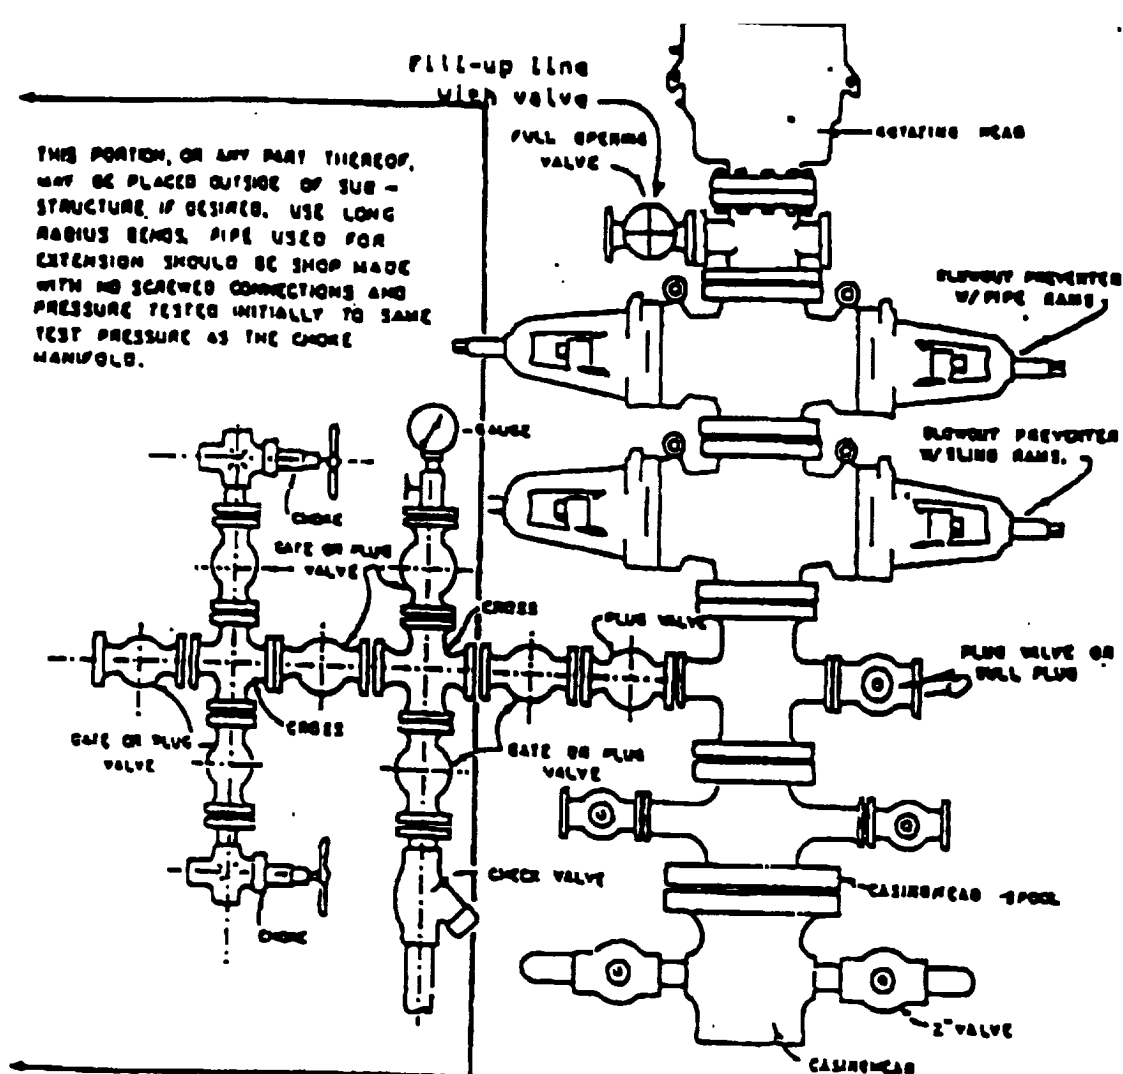 Fill-up line
with valve
FULL OPENING
VALVE
ROTATING HEAD
THIS PORTION, OR ANY PART THEREOF,
MAY BE PLACED OUTSIDE OF SUB-
STRUCTURE IF DESIRED. USE LONG
RADIUS BENDS. PIPE USED FOR
EXTENSION SHOULD BE SHOP MADE
WITH NO SCREWED CONNECTIONS AND
PRESSURE TESTED INITIALLY TO SAME
TEST PRESSURE AS THE CHOKE
MANIFOLD.
BLOWOUT PREVENTER
W/PIPE RAMS.
GAUGE
BLOWOUT PREVENTER
W/BLIND RAMS.
CHOKE
GATE OR PLUG
VALVE
CROSS
PLUG VALVE
PLUG VALVE OR
BULL PLUG
CROSS
GATE OR PLUG
VALVE
GATE OR PLUG
VALVE
CHECK VALVE
CASINGHEAD SPOOL
CHOKE
2" VALVE
CASINGHEAD